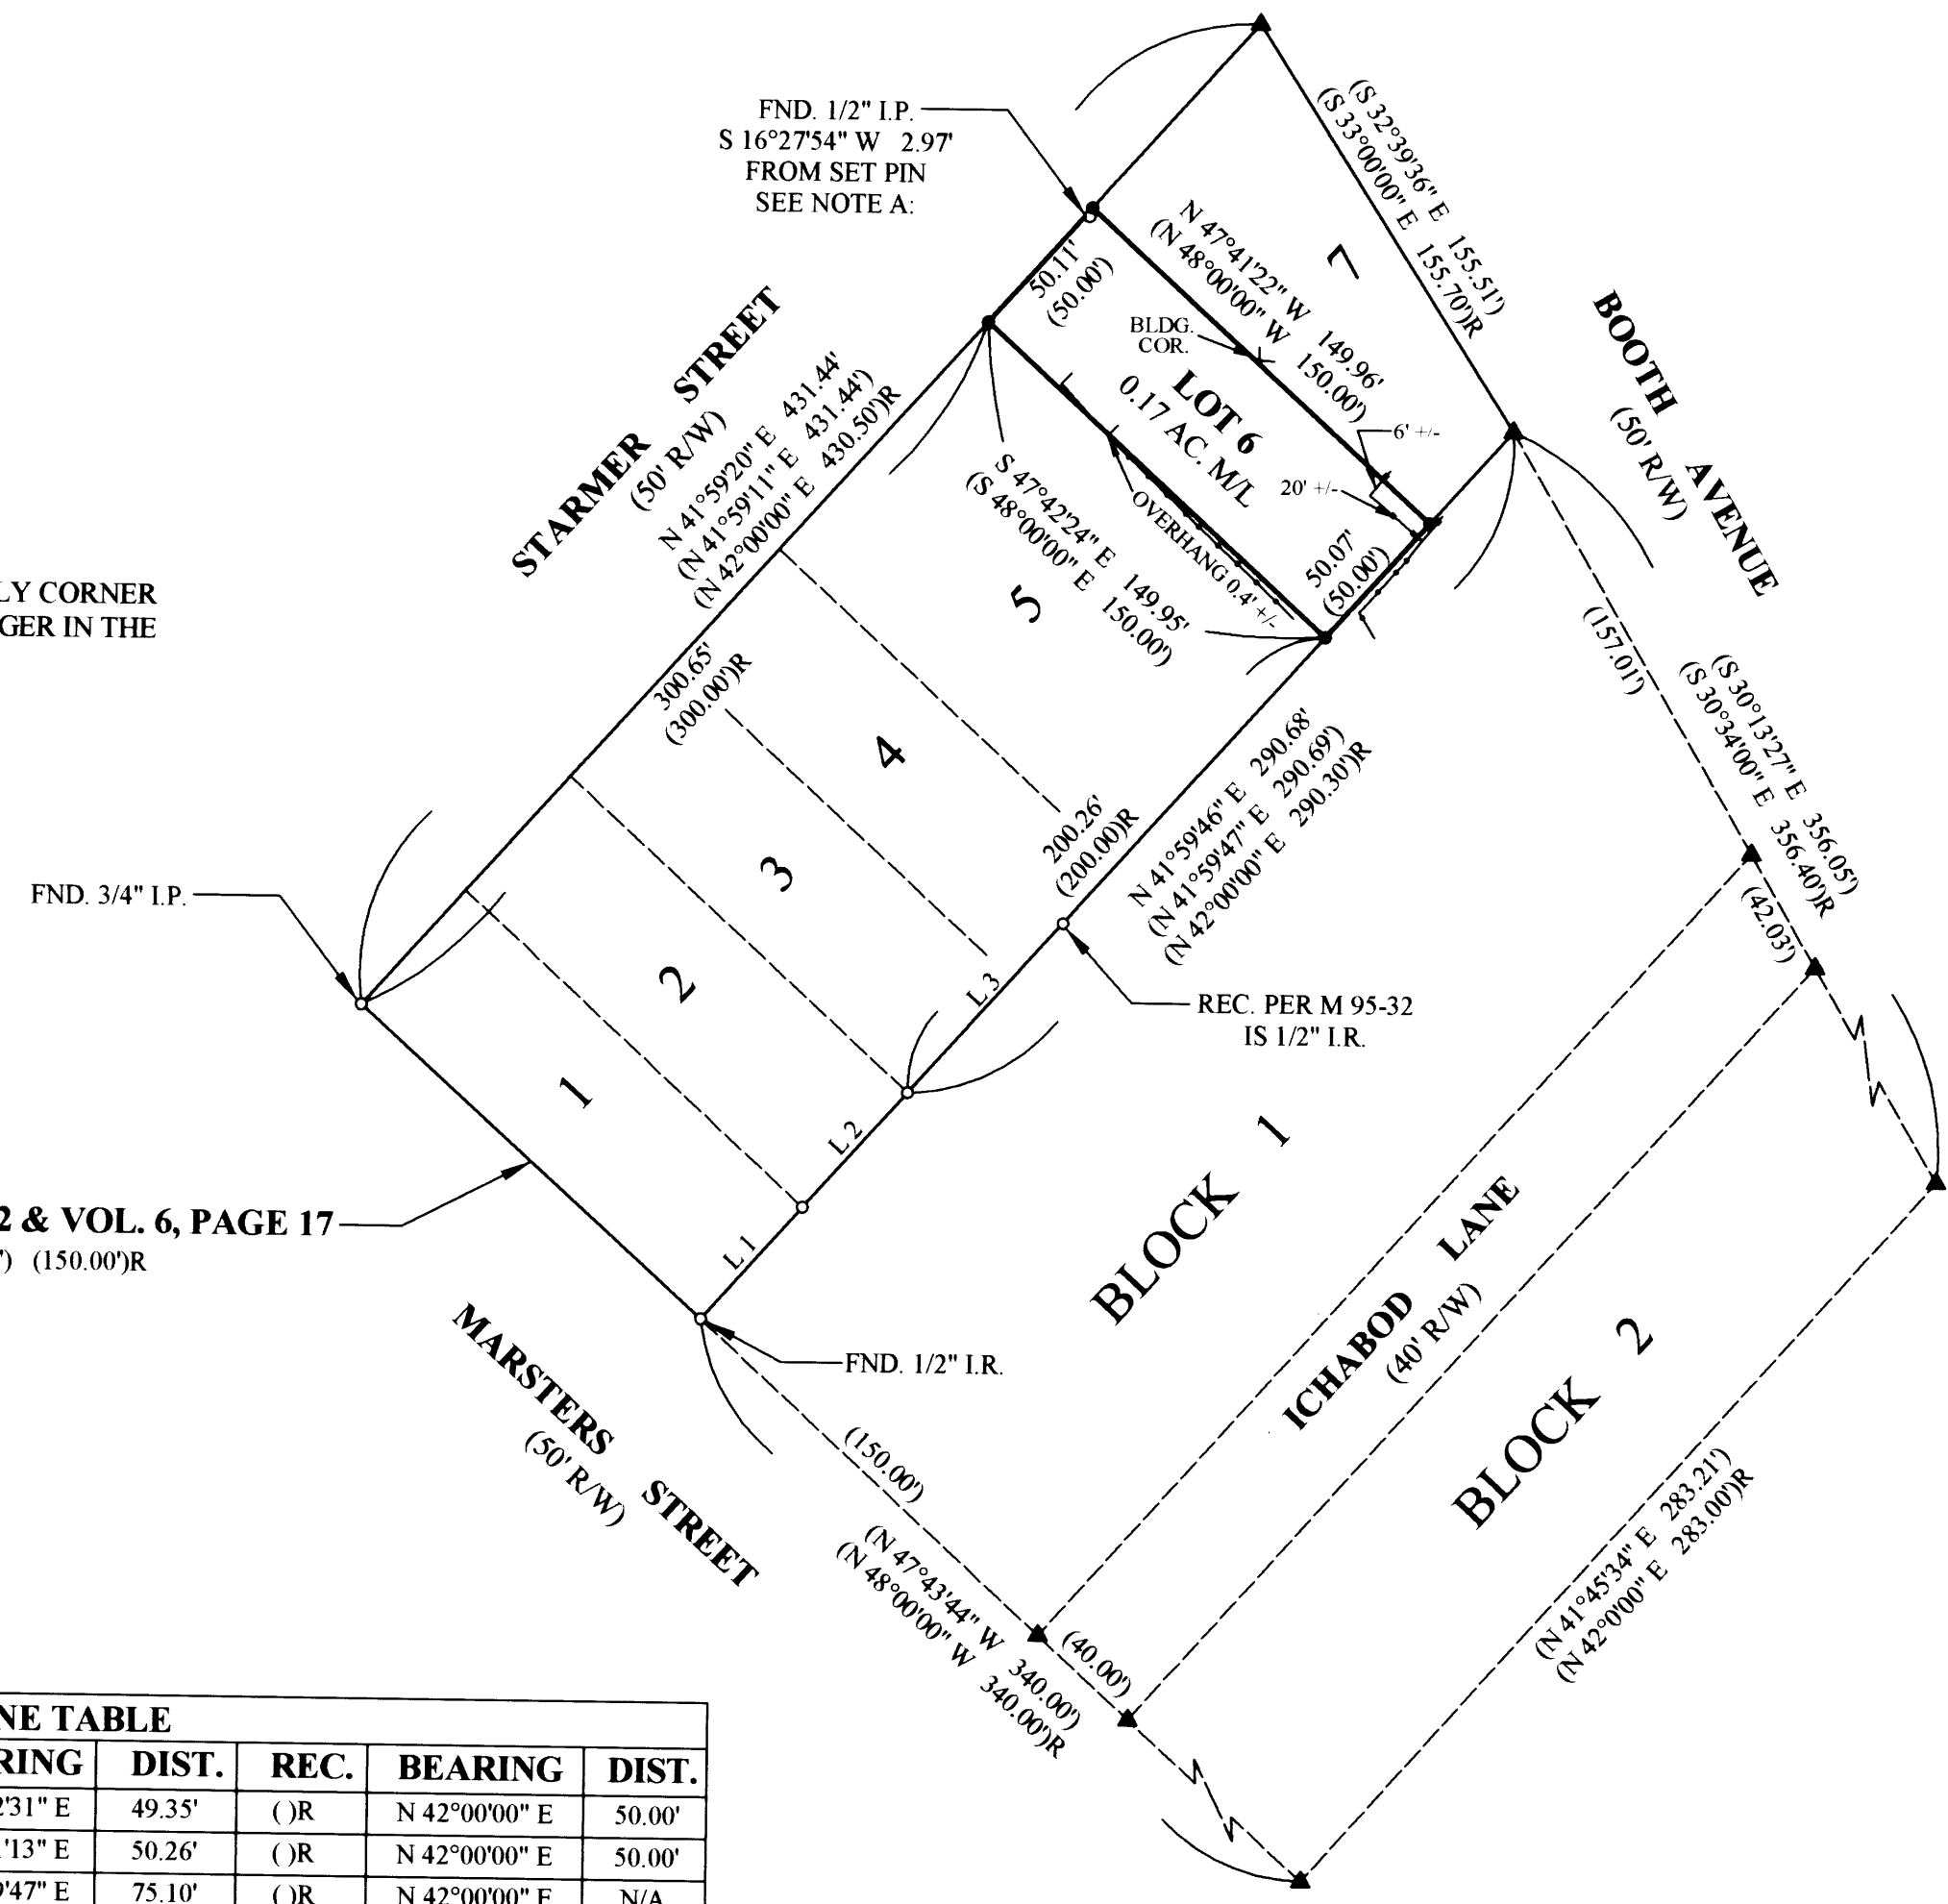 FND. 1/2" I.P.
S 16°27'54" W 2.97'
FROM SET PIN
SEE NOTE A:
(S 32°39'36" E 155.51')
(S 33°00'00" E 155.70')R
7
N 47°41'22" W 149.96'
(N 48°00'00" W 150.00')
50.11'
(50.00')
BLDG.
COR.
LOT 6
0.17 AC. M/L
6' +/-
20' +/-
BOOTH AVENUE
(50' R/W)
STARMER STREET
(50' R/W)
N 41°59'20" E 431.44'
(N 41°59'11" E 431.44')
(N 42°00'00" E 430.50')R
S 47°42'24" E 149.95'
(S 48°00'00" E 150.00')
OVERHANG 0.4' +/-
50.07'
(50.00')
5
LY CORNER
GER IN THE
300.65'
(300.00')R
4
200.26'
(200.00')R
N 41°59'46" E 290.68'
(N 41°59'47" E 290.69')
(N 42°00'00" E 290.30')R
(157.01')
(S 30°13'27" E 356.05')
(S 30°34'00" E 356.40')R
(42.03')
FND. 3/4" I.P.
3
2
1
L 3
L 2
L 1
REC. PER M 95-32
IS 1/2" I.R.
BLOCK 1
2 & VOL. 6, PAGE 17
') (150.00')R
FND. 1/2" I.R.
MARSTERS STREET
(50' R/W)
ICHABOD LANE
(40' R/W)
BLOCK 2
(150.00')
(N 47°43'44" W 340.00')
(N 48°00'00" W 340.00')R
(40.00')
(N 41°45'34" E 283.21')
(N 42°0'00" E 283.00')R
NE TABLE
RING DIST. REC. BEARING DIST.
2'31" E 49.35' ( )R N 42°00'00" E 50.00'
'13" E 50.26' ( )R N 42°00'00" E 50.00'
9'47" E 75.10' ( )R N 42°00'00" E N/A